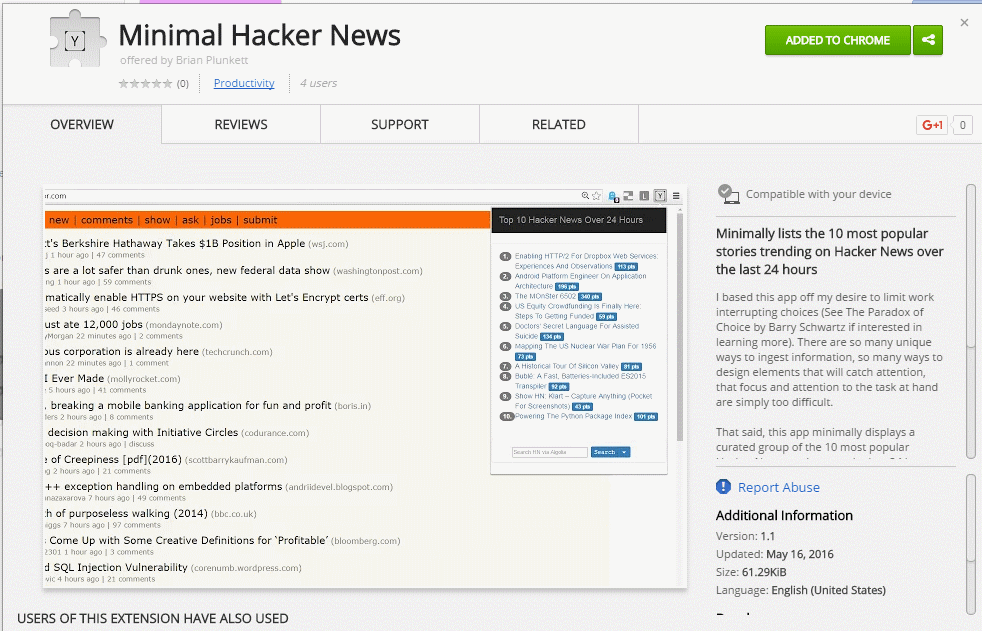 Y
Minimal Hacker News
offered by Brian Plunkett
(0)
Productivity
4 users
ADDED TO CHROME
OVERVIEW
REVIEWS
SUPPORT
RELATED
G+1
0
r.com
new | comments | show | ask | jobs | submit
t's Berkshire Hathaway Takes $1B Position in Apple (wsj.com)
j 1 hour ago | 47 comments
s are a lot safer than drunk ones, new federal data show (washingtonpost.com)
ng 1 hour ago | 59 comments
matically enable HTTPS on your website with Let's Encrypt certs (eff.org)
seed 3 hours ago | 46 comments
ust ate 12,000 jobs (mondaynote.com)
yMorgan 22 minutes ago | 2 comments
ous corporation is already here (techcrunch.com)
nnon 22 minutes ago | 1 comment
I Ever Made (mollyrocket.com)
5 hours ago | 41 comments
, breaking a mobile banking application for fun and profit (boris.in)
lers 2 hours ago | 8 comments
decision making with Initiative Circles (codurance.com)
oq-badar 2 hours ago | discuss
e of Creepiness [pdf](2016) (scottbarrykaufman.com)
g 2 hours ago | 21 comments
++ exception handling on embedded platforms (andriidevel.blogspot.com)
nazaxarova 7 hours ago | 49 comments
th of purposeless walking (2014) (bbc.co.uk)
iggs 7 hours ago | 97 comments
Come Up with Some Creative Definitions for 'Profitable' (bloomberg.com)
2301 1 hour ago | 3 comments
d SQL Injection Vulnerability (corenumb.wordpress.com)
vic 4 hours ago | 21 comments
Top 10 Hacker News Over 24 Hours
1. Enabling HTTP/2 For Dropbox Web Services:
Experiences And Observations 113 pts
2. Android Platform Engineer On Application
Architecture 196 pts
3. The MOnSter 6502 340 pts
4. US Equity Crowdfunding Is Finally Here:
Steps To Getting Funded 59 pts
5. Doctors' Secret Language For Assisted
Suicide 134 pts
6. Mapping The US Nuclear War Plan For 1956
73 pts
7. A Historical Tour Of Silicon Valley 81 pts
8. Bublé: A Fast, Batteries-Included ES2015
Transpiler 92 pts
9. Show HN: Klart – Capture Anything (Pocket
For Screenshots) 43 pts
10. Powering The Python Package Index 101 pts
Search HN via Algolia
Search
Compatible with your device
Minimally lists the 10 most popular
stories trending on Hacker News over
the last 24 hours
I based this app off my desire to limit work
interrupting choices (See The Paradox of
Choice by Barry Schwartz if interested in
learning more). There are so many unique
ways to ingest information, so many ways to
design elements that will catch attention,
that focus and attention to the task at hand
are simply too difficult.
That said, this app minimally displays a
curated group of the 10 most popular
Report Abuse
Additional Information
Version: 1.1
Updated: May 16, 2016
Size: 61.29KiB
Language: English (United States)
USERS OF THIS EXTENSION HAVE ALSO USED